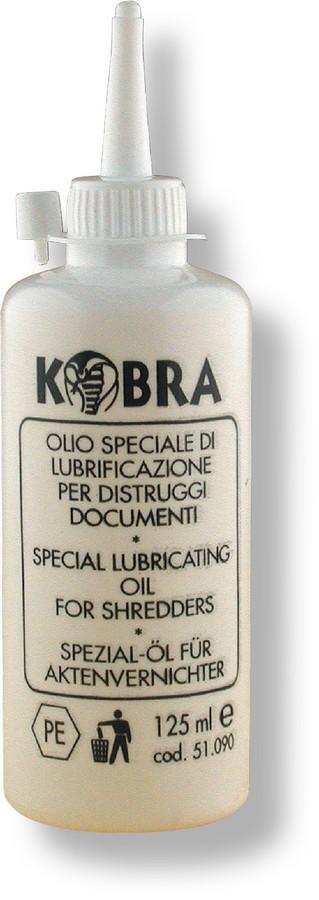 KOBRA
OLIO SPECIALE DI
LUBRIFICAZIONE
PER DISTRUGGI
DOCUMENTI
*
SPECIAL LUBRICATING
OIL
FOR SHREDDERS
*
SPEZIAL-ÖL FÜR
AKTENVERNICHTER
PE 125 ml e
cod. 51.090